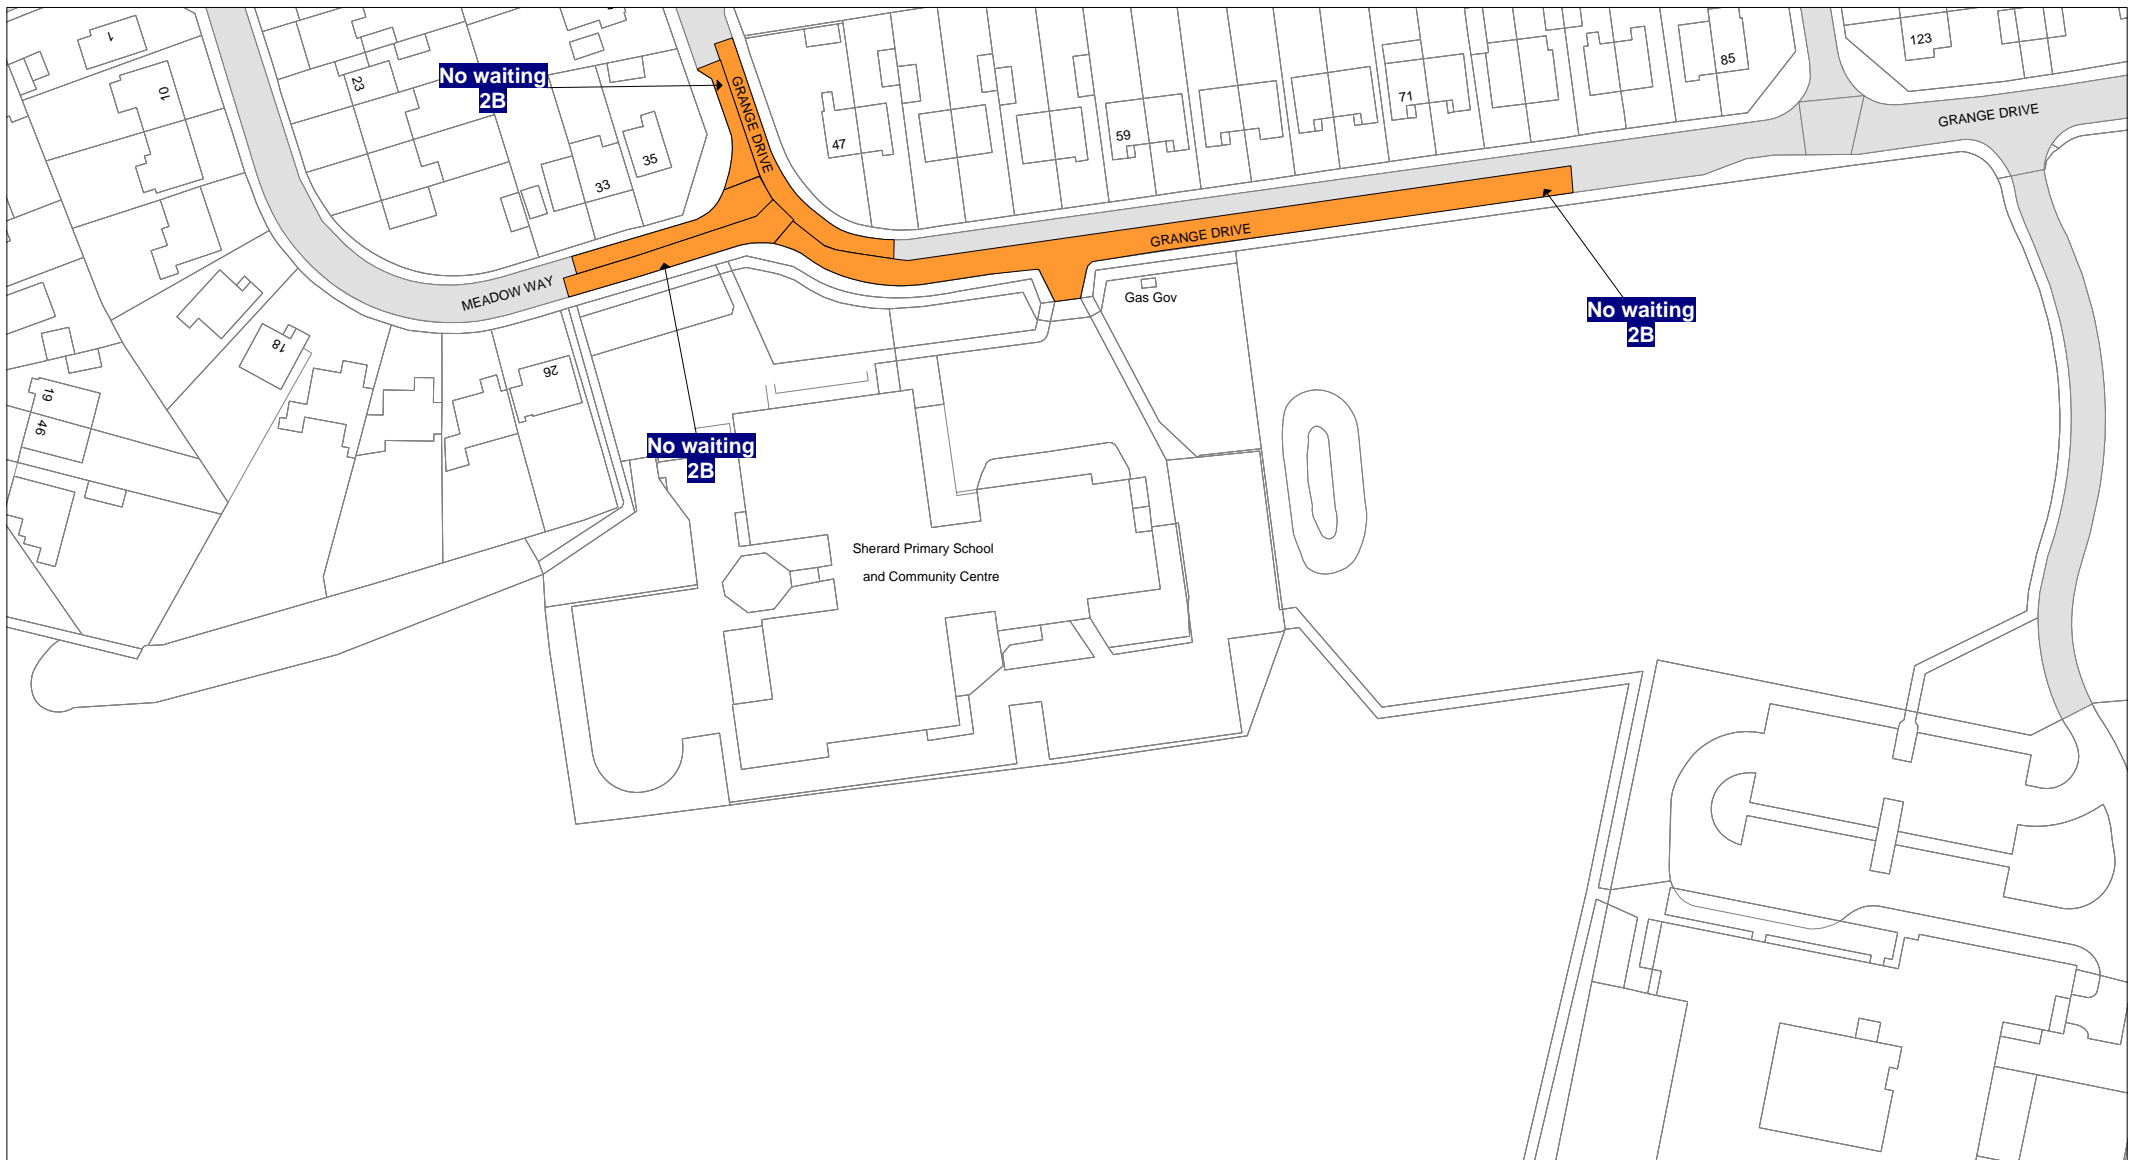 1
10
23
No waiting
2B
GRANGE DRIVE
35
33
47
59
71
85
123
GRANGE DRIVE
GRANGE DRIVE
MEADOW WAY
Gas Gov
No waiting
2B
18
26
19
46
No waiting
2B
Sherard Primary School
and Community Centre